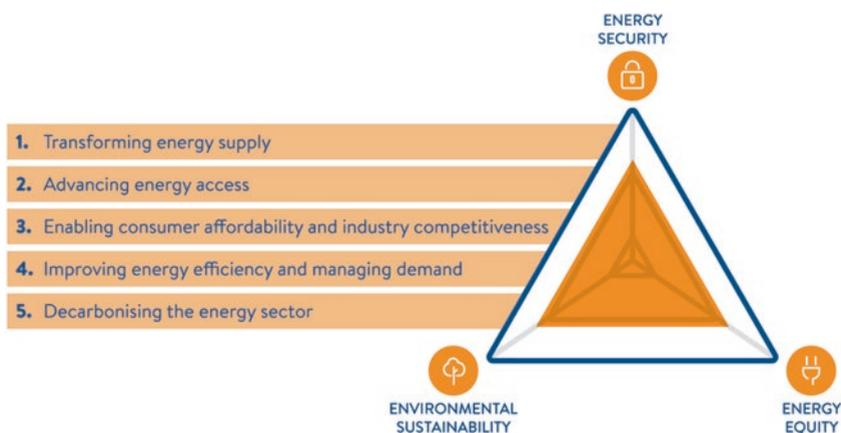 ENERGY
SECURITY
1. Transforming energy supply
2. Advancing energy access
3. Enabling consumer affordability and industry competitiveness
4. Improving energy efficiency and managing demand
5. Decarbonising the energy sector
ENVIRONMENTAL
SUSTAINABILITY
ENERGY
EQUITY